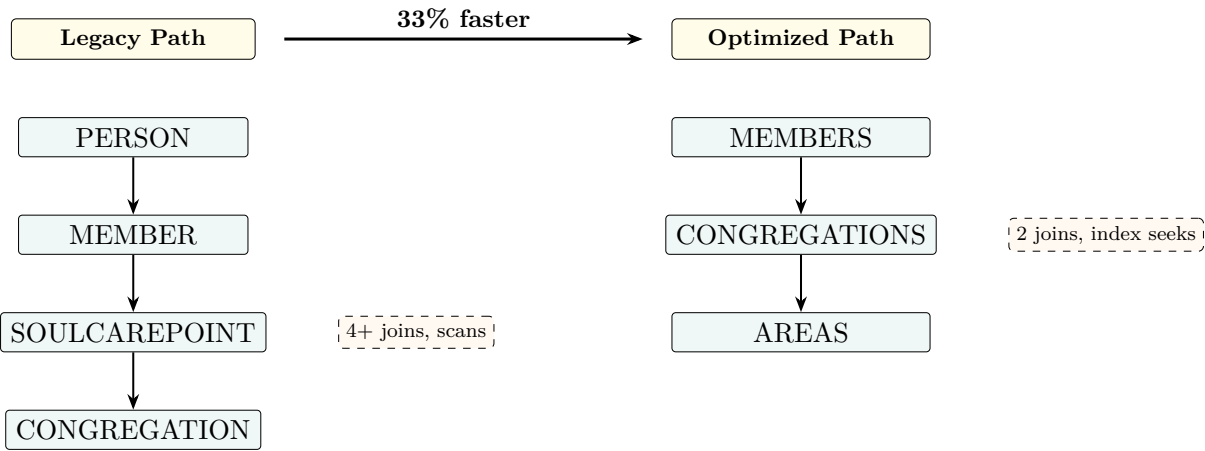 33% faster
Legacy Path
Optimized Path
PERSON
MEMBERS
MEMBER
CONGREGATIONS
2 joins, index seeks
SOULCAREPOINT
4+ joins, scans
AREAS
CONGREGATION